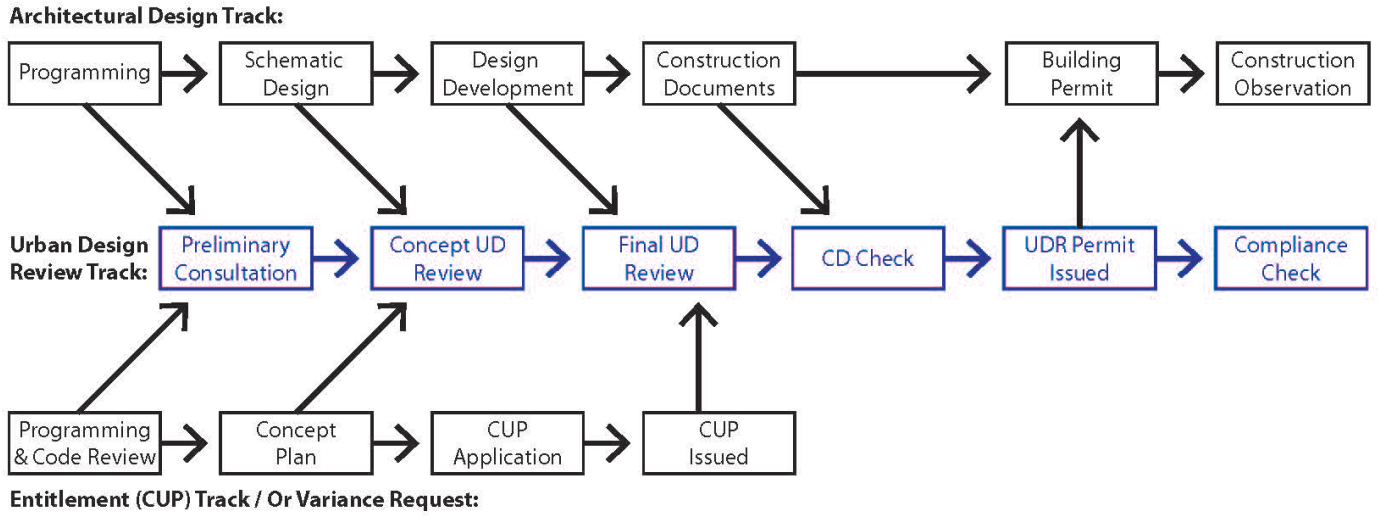 Architectural Design Track:
Programming
Schematic
Design
Design
Development
Construction
Documents
Building
Permit
Construction
Observation
Urban Design
Review Track:
Preliminary
Consultation
Concept UD
Review
Final UD
Review
CD Check
UDR Permit
Issued
Compliance
Check
Programming
& Code Review
Concept
Plan
CUP
Application
CUP
Issued
Entitlement (CUP) Track / Or Variance Request: